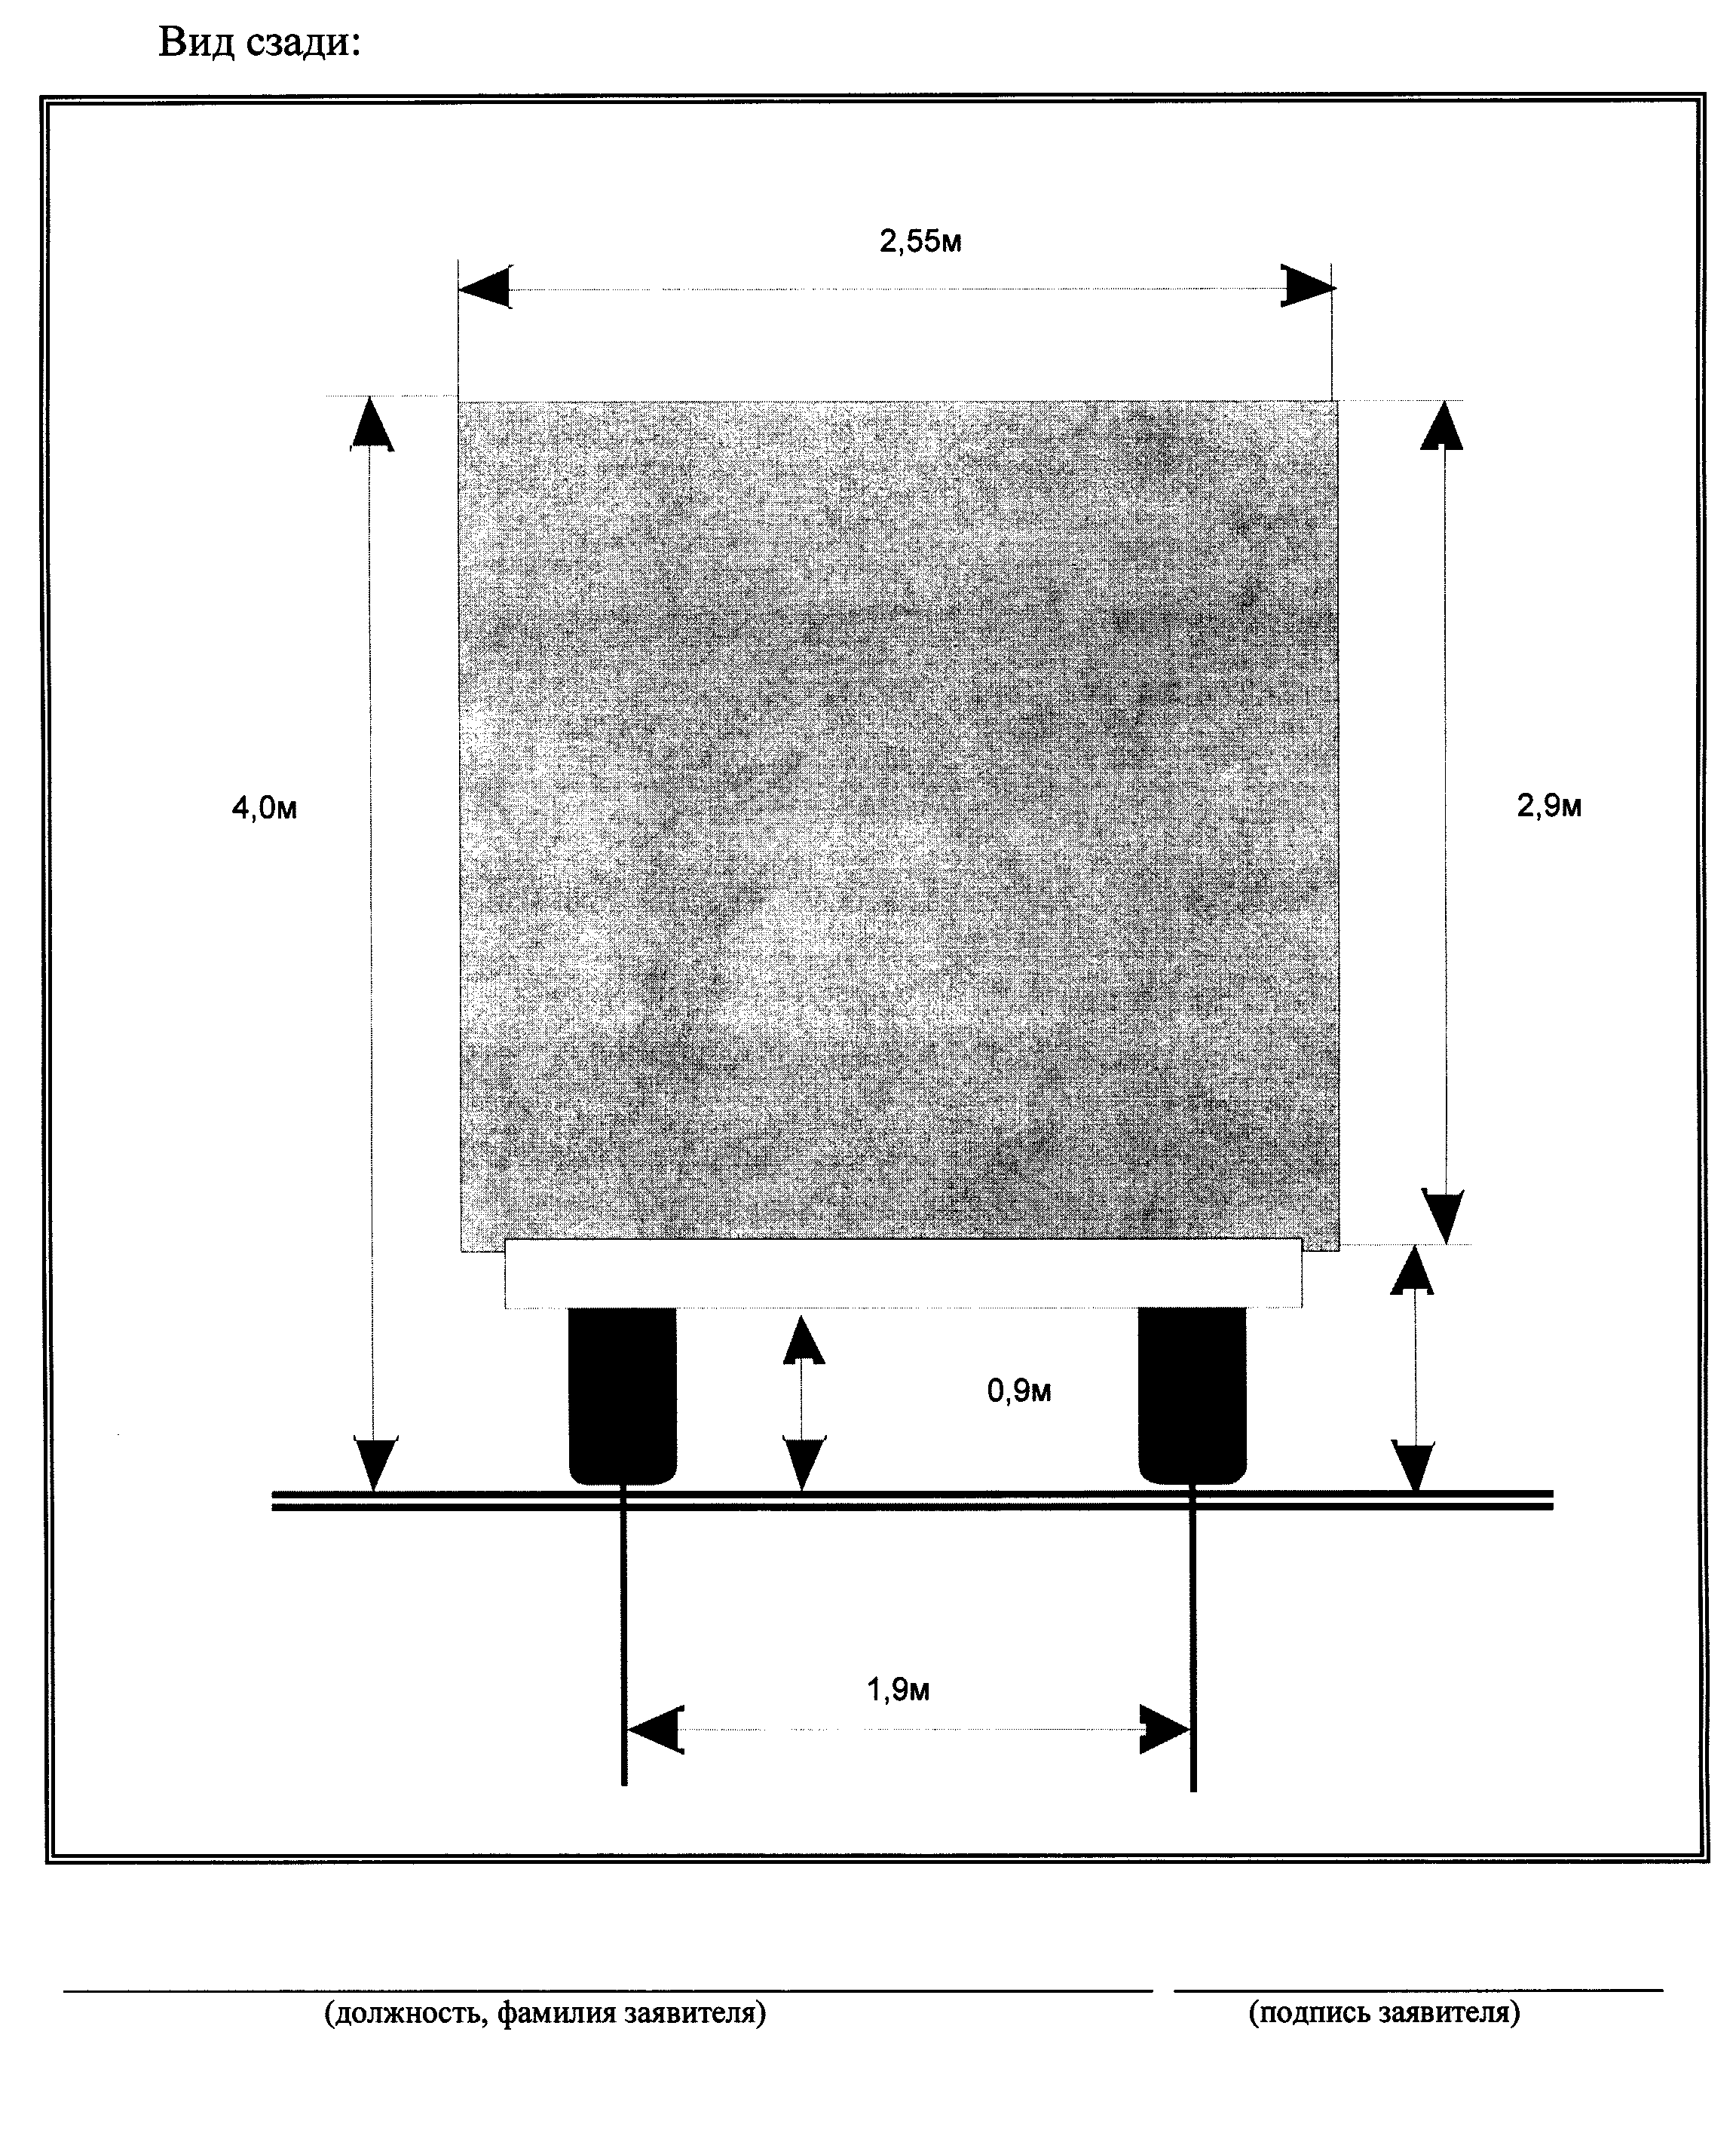 Вид сзади:
2,55м
4,0м
2,9м
0,9м
1,9м
(должность, фамилия заявителя)
(подпись заявителя)